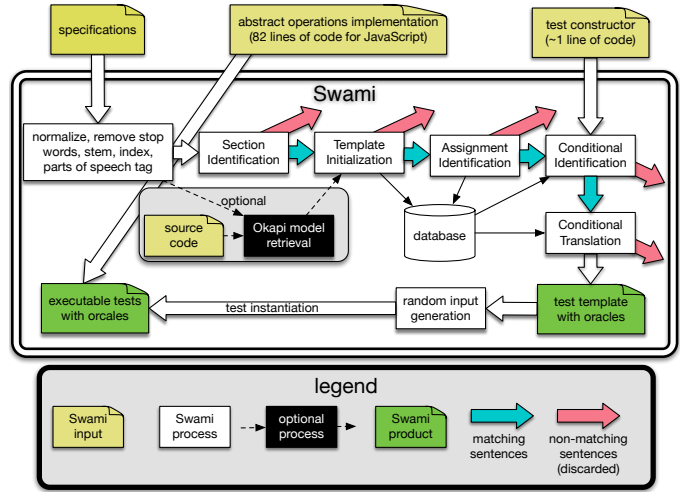 specifications
abstract operations implementation
(82 lines of code for JavaScript)
test constructor
(~1 line of code)
Swami
normalize, remove stop
words, stem, index,
parts of speech tag
Section
Identification
Template
Initialization
Assignment
Identification
Conditional
Identification
optional
source
code
Okapi model
retrieval
database
Conditional
Translation
executable tests
with orcales
test instantiation
random input
generation
test template
with oracles
legend
Swami
input
Swami
process
optional
process
Swami
product
matching
sentences
non-matching
sentences
(discarded)